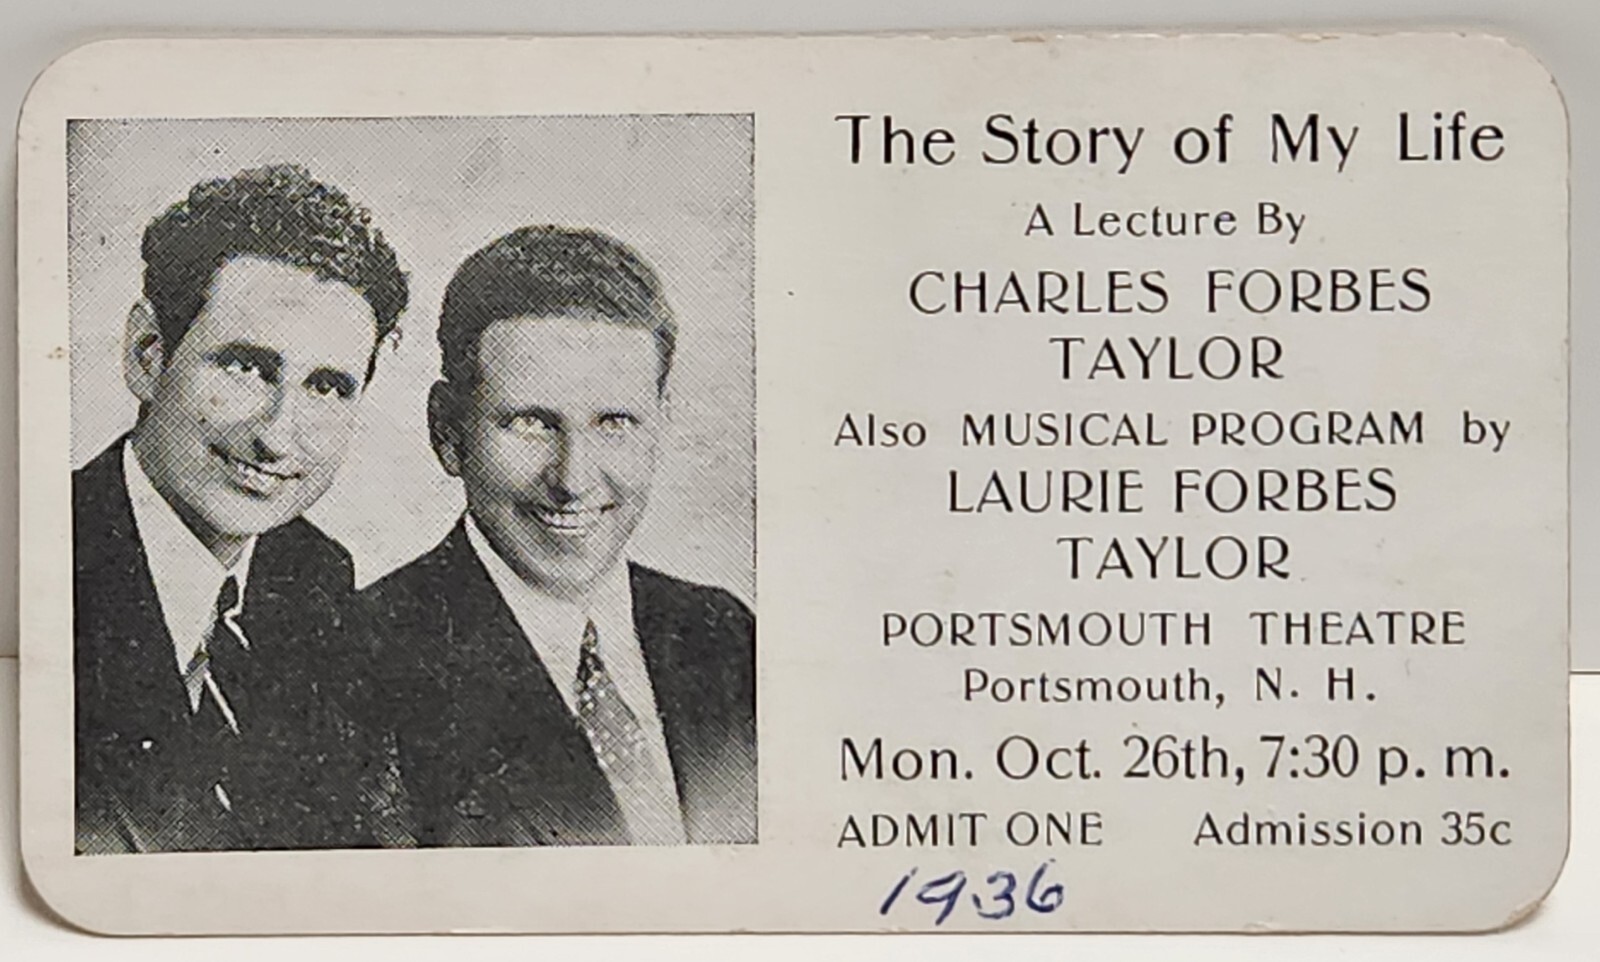 The Story of My Life
A Lecture By
CHARLES FORBES
TAYLOR
Also MUSICAL PROGRAM by
LAURIE FORBES
TAYLOR
PORTSMOUTH THEATRE
Portsmouth, N. H.
Mon. Oct. 26th, 7:30 p. m.
ADMIT ONE Admission 35c
1936